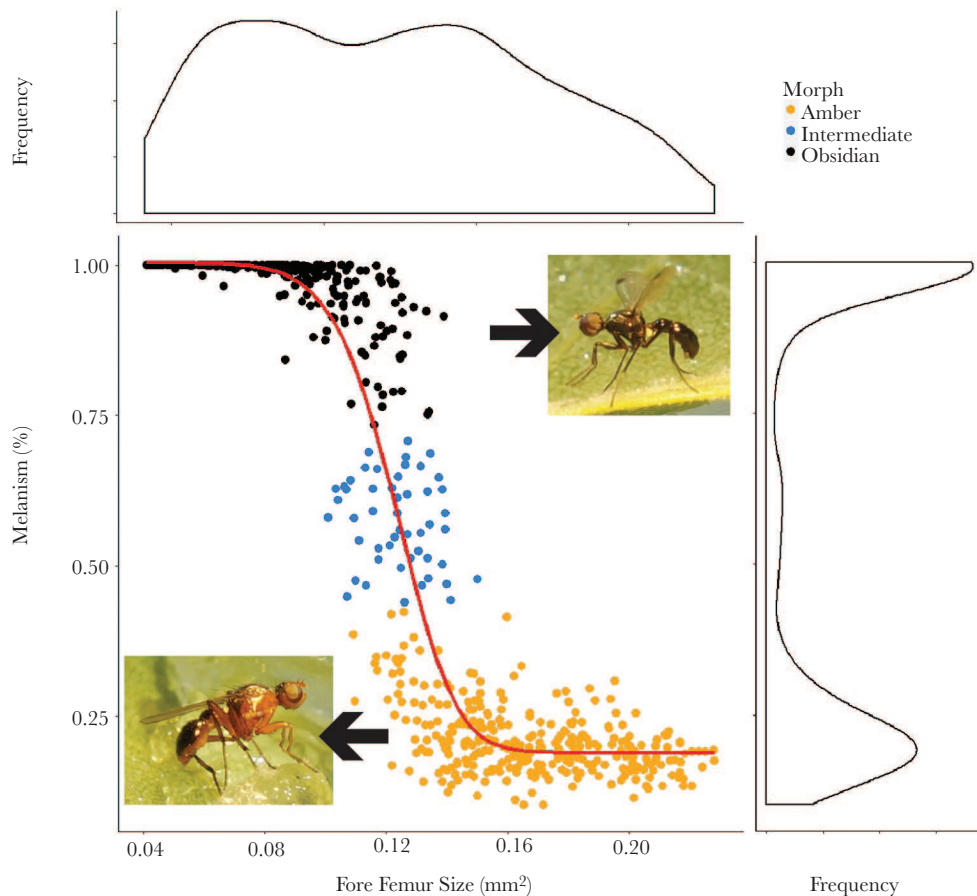 Frequency
Morph
Amber
Intermediate
Obsidian
Melanism (%)
1.00
0.75
0.50
0.25
0.04
0.08
0.12
0.16
0.20
Fore Femur Size (mm²)
Frequency